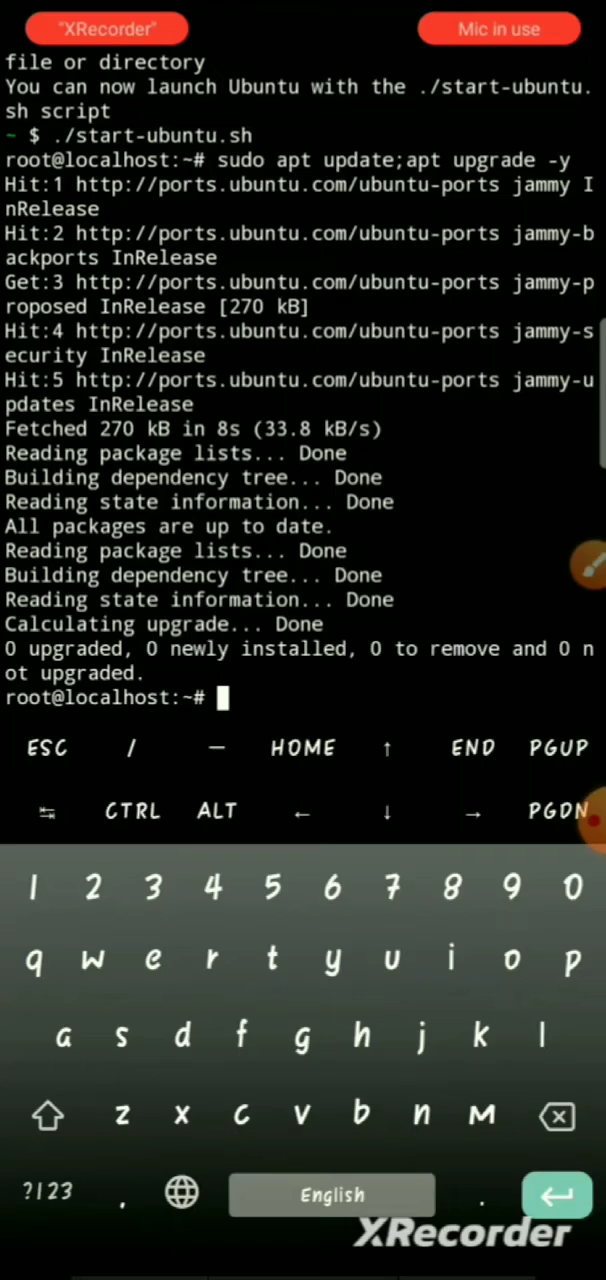 "XRecorder" Mic in use
file or directory
You can now launch Ubuntu with the ./start-ubuntu.
sh script
~ $ ./start-ubuntu.sh
root@localhost:~# sudo apt update;apt upgrade -y
Hit:1 http://ports.ubuntu.com/ubuntu-ports jammy I
nRelease
Hit:2 http://ports.ubuntu.com/ubuntu-ports jammy-b
ackports InRelease
Get:3 http://ports.ubuntu.com/ubuntu-ports jammy-p
roposed InRelease [270 kB]
Hit:4 http://ports.ubuntu.com/ubuntu-ports jammy-s
ecurity InRelease
Hit:5 http://ports.ubuntu.com/ubuntu-ports jammy-u
pdates InRelease
Fetched 270 kB in 8s (33.8 kB/s)
Reading package lists... Done
Building dependency tree... Done
Reading state information... Done
All packages are up to date.
Reading package lists... Done
Building dependency tree... Done
Reading state information... Done
Calculating upgrade... Done
0 upgraded, 0 newly installed, 0 to remove and 0 n
ot upgraded.
root@localhost:~#
ESC / — HOME ↑ END PGUP
↹ CTRL ALT ← ↓ → PGDN
1 2 3 4 5 6 7 8 9 0
q w e r t y u i o p
a s d f g h j k l
z x c v b n m
?123 , English .
XRecorder